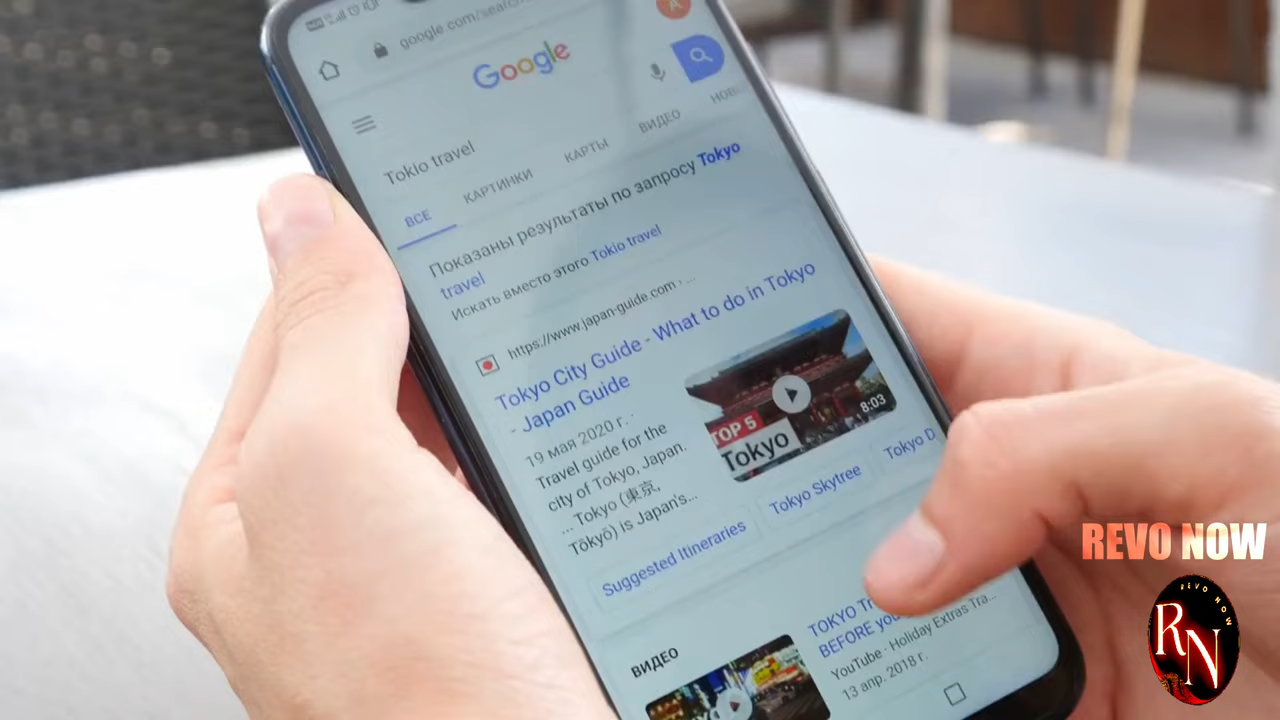 google.com/search
A
Google
Tokio travel
ВСЕ
КАРТИНКИ
КАРТЫ
ВИДЕО
НОВ
Показаны результаты по запросу Tokyo
travel
Искать вместо этого Tokio travel
https://www.japan-guide.com › ...
Tokyo City Guide - What to do in Tokyo
- Japan Guide
19 мая 2020 г. ·
Travel guide for the
city of Tokyo, Japan.
... Tokyo (東京,
Tōkyō) is Japan's...
TOP 5
Tokyo
8:03
Suggested Itineraries
Tokyo Skytree
Tokyo D
ВИДЕО
TOKYO Tr
BEFORE you
YouTube · Holiday Extras Tra...
13 апр. 2018 г.
REVO NOW
REVO NOW
RN